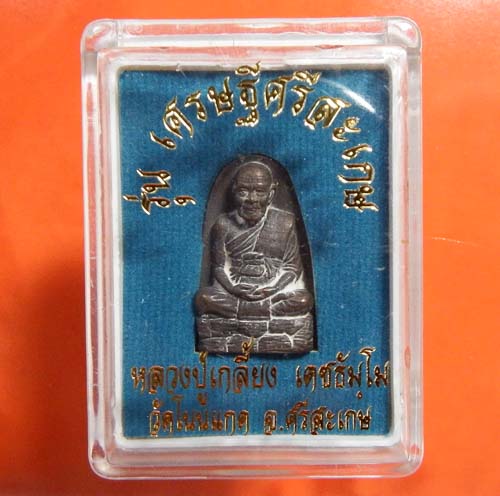 รุ่น เศรษฐีศรีสะเกษ
หลวงปู่เกลี้ยง เตชธัมโม
วัดโนนแกด จ.ศรีสะเกษ